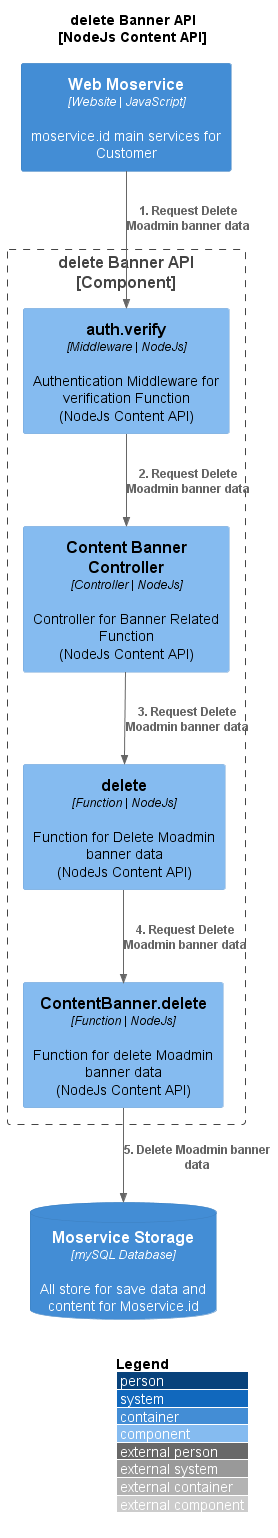 delete Banner API
[NodeJs Content API]
Web Moservice
[Website | JavaScript]
moservice.id main services for
Customer
1. Request Delete
Moadmin banner data
delete Banner API
[Component]
auth.verify
[Middleware | NodeJs]
Authentication Middleware for
verification Function
(NodeJs Content API)
2. Request Delete
Moadmin banner data
Content Banner
Controller
[Controller | NodeJs]
Controller for Banner Related
Function
(NodeJs Content API)
3. Request Delete
Moadmin banner data
delete
[Function | NodeJs]
Function for Delete Moadmin
banner data
(NodeJs Content API)
4. Request Delete
Moadmin banner data
ContentBanner.delete
[Function | NodeJs]
Function for delete Moadmin
banner data
(NodeJs Content API)
5. Delete Moadmin banner
data
Moservice Storage
[mySQL Database]
All store for save data and
content for Moservice.id
Legend
person
system
container
component
external person
external system
external container
external component